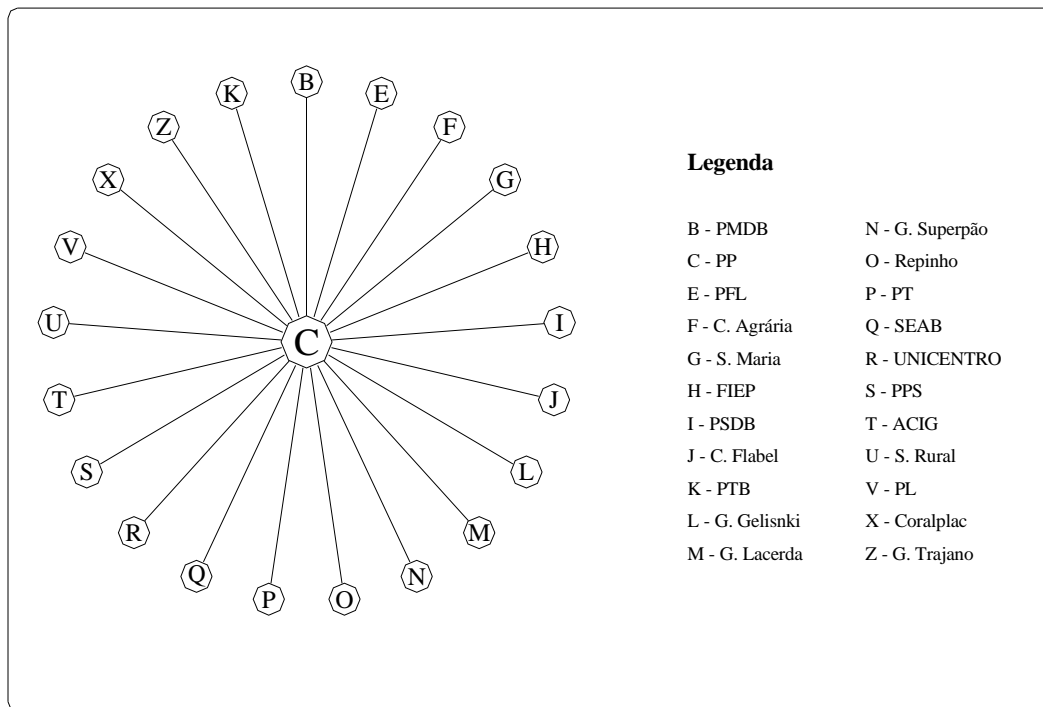 B
K
E
Z
F
X
G
V
H
U
I
C
T
J
S
L
R
M
Q
N
P
O
Legenda
B - PMDB
C - PP
E - PFL
F - C. Agrária
G - S. Maria
H - FIEP
I - PSDB
J - C. Flabel
K - PTB
L - G. Gelisnki
M - G. Lacerda
N - G. Superpão
O - Repinho
P - PT
Q - SEAB
R - UNICENTRO
S - PPS
T - ACIG
U - S. Rural
V - PL
X - Coralplac
Z - G. Trajano